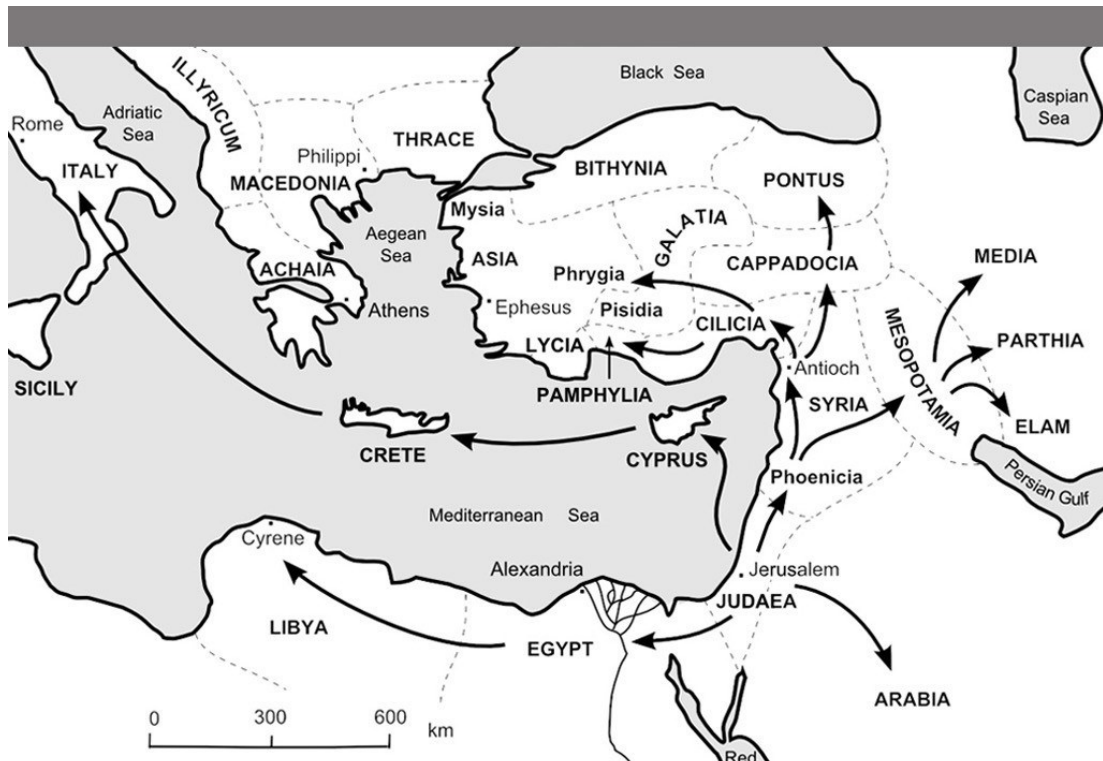 Black Sea
Caspian
Sea
ILLYRICUM
Adriatic
Sea
Rome
THRACE
Philippi
ITALY
BITHYNIA
PONTUS
MACEDONIA
Mysia
GALATIA
Aegean
Sea
MEDIA
ASIA
CAPPADOCIA
ACHAIA
Phrygia
Ephesus
Pisidia
Athens
CILICIA
MESOPOTAMIA
PARTHIA
LYCIA
Antioch
SICILY
PAMPHYLIA
SYRIA
ELAM
CRETE
CYPRUS
Phoenicia
Persian Gulf
Mediterranean Sea
Cyrene
Alexandria
Jerusalem
JUDAEA
LIBYA
EGYPT
ARABIA
0 300 600 km
Red